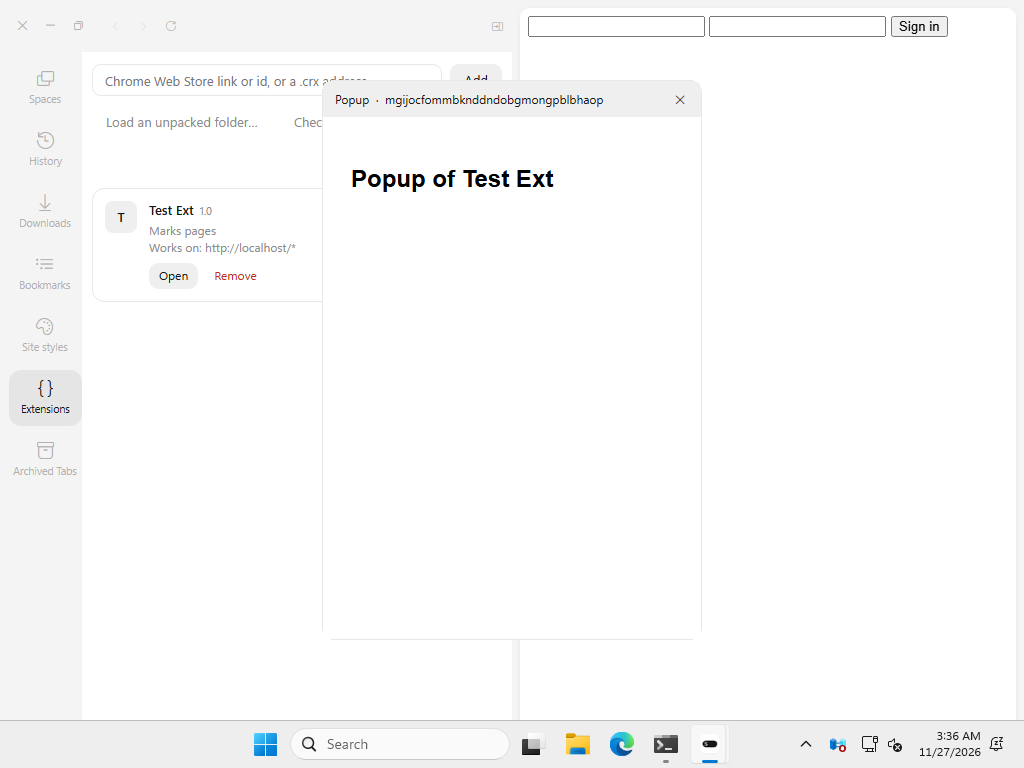 Sign in
Chrome Web Store link or id, or a .crx address
Add
Popup · mgijocfommbknddndobgmongpblbhaop
Load an unpacked folder...
Chec
Spaces
History
Downloads
Bookmarks
Site styles
{ }
Extensions
Archived Tabs
Popup of Test Ext
T
Test Ext 1.0
Marks pages
Works on: http://localhost/*
Open
Remove
Search
3:36 AM
11/27/2026